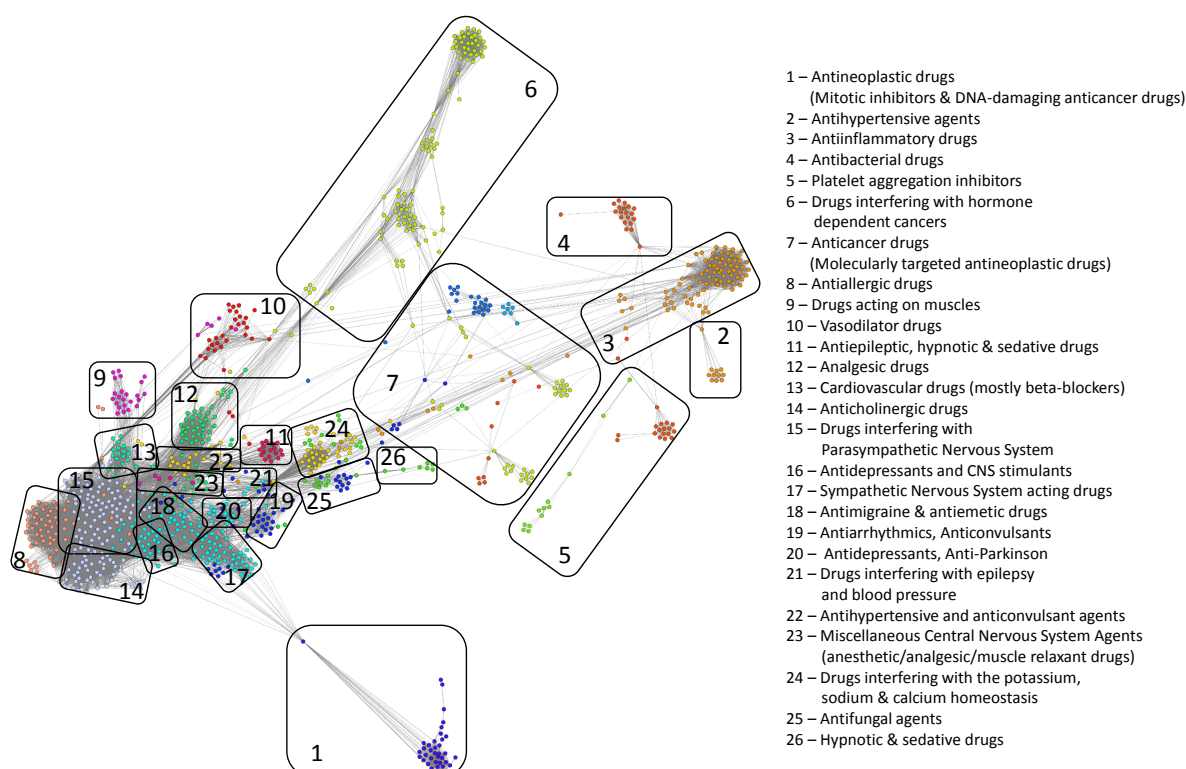 6
4
3
2
7
10
9
12
13
11
24
22
26
15
23
21
25
18
19
20
16
8
17
14
5
1
1 – Antineoplastic drugs
(Mitotic inhibitors & DNA-damaging anticancer drugs)
2 – Antihypertensive agents
3 – Antiinflammatory drugs
4 – Antibacterial drugs
5 – Platelet aggregation inhibitors
6 – Drugs interfering with hormone
dependent cancers
7 – Anticancer drugs
(Molecularly targeted antineoplastic drugs)
8 – Antiallergic drugs
9 – Drugs acting on muscles
10 – Vasodilator drugs
11 – Antiepileptic, hypnotic & sedative drugs
12 – Analgesic drugs
13 – Cardiovascular drugs (mostly beta-blockers)
14 – Anticholinergic drugs
15 – Drugs interfering with
Parasympathetic Nervous System
16 – Antidepressants and CNS stimulants
17 – Sympathetic Nervous System acting drugs
18 – Antimigraine & antiemetic drugs
19 – Antiarrhythmics, Anticonvulsants
20 – Antidepressants, Anti-Parkinson
21 – Drugs interfering with epilepsy
and blood pressure
22 – Antihypertensive and anticonvulsant agents
23 – Miscellaneous Central Nervous System Agents
(anesthetic/analgesic/muscle relaxant drugs)
24 – Drugs interfering with the potassium,
sodium & calcium homeostasis
25 – Antifungal agents
26 – Hypnotic & sedative drugs